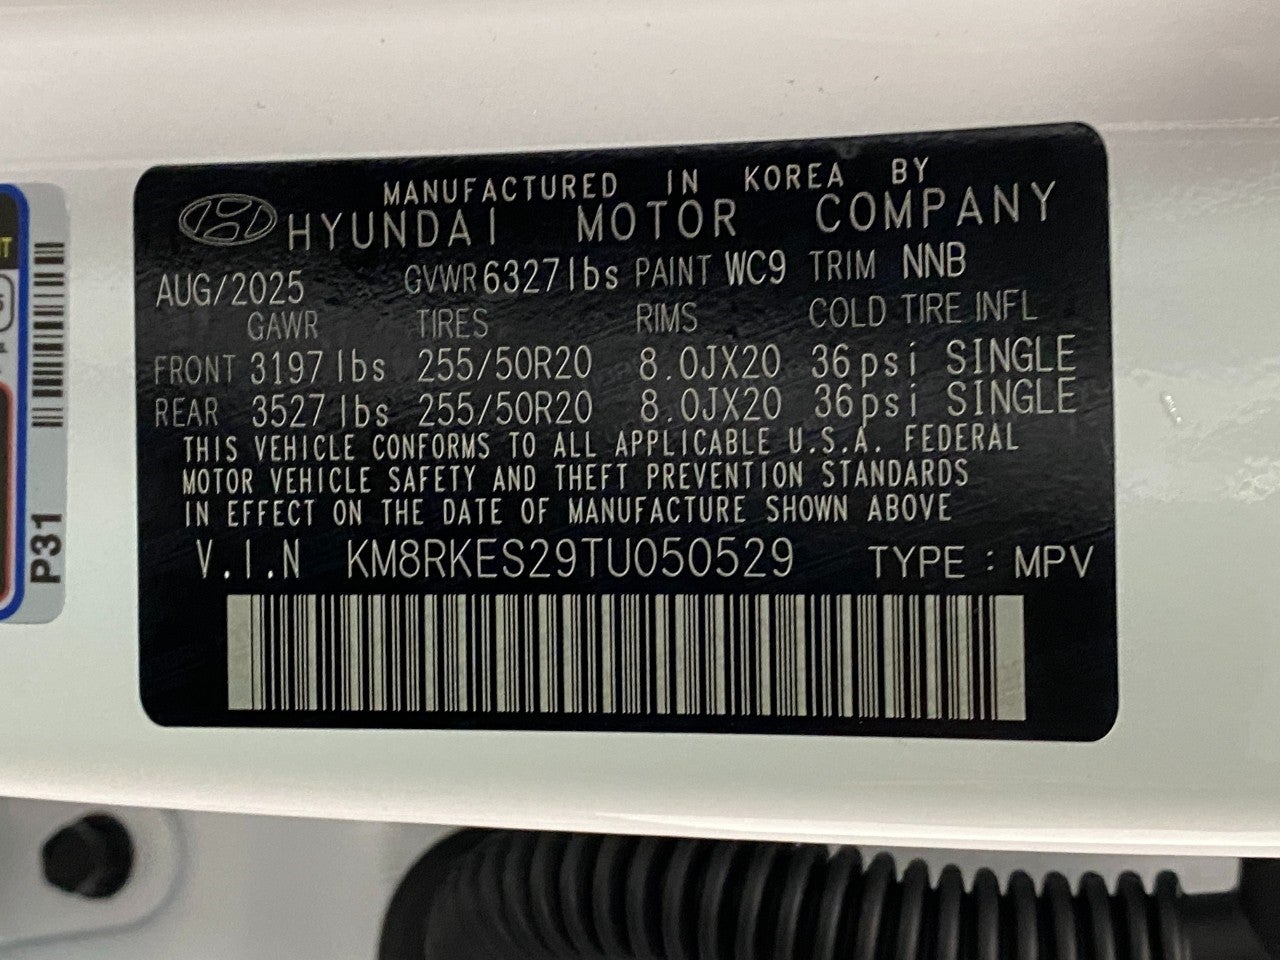 MANUFACTURED IN KOREA BY
HYUNDAI MOTOR COMPANY
AUG/2025 GVWR 6327lbs PAINT WC9 TRIM NNB
GAWR TIRES RIMS COLD TIRE INFL
FRONT 3197lbs 255/50R20 8.0JX20 36psi SINGLE
REAR 3527lbs 255/50R20 8.0JX20 36psi SINGLE
THIS VEHICLE CONFORMS TO ALL APPLICABLE U.S.A. FEDERAL
MOTOR VEHICLE SAFETY AND THEFT PREVENTION STANDARDS
IN EFFECT ON THE DATE OF MANUFACTURE SHOWN ABOVE
V.I.N KM8RKES29TU050529 TYPE : MPV
P31